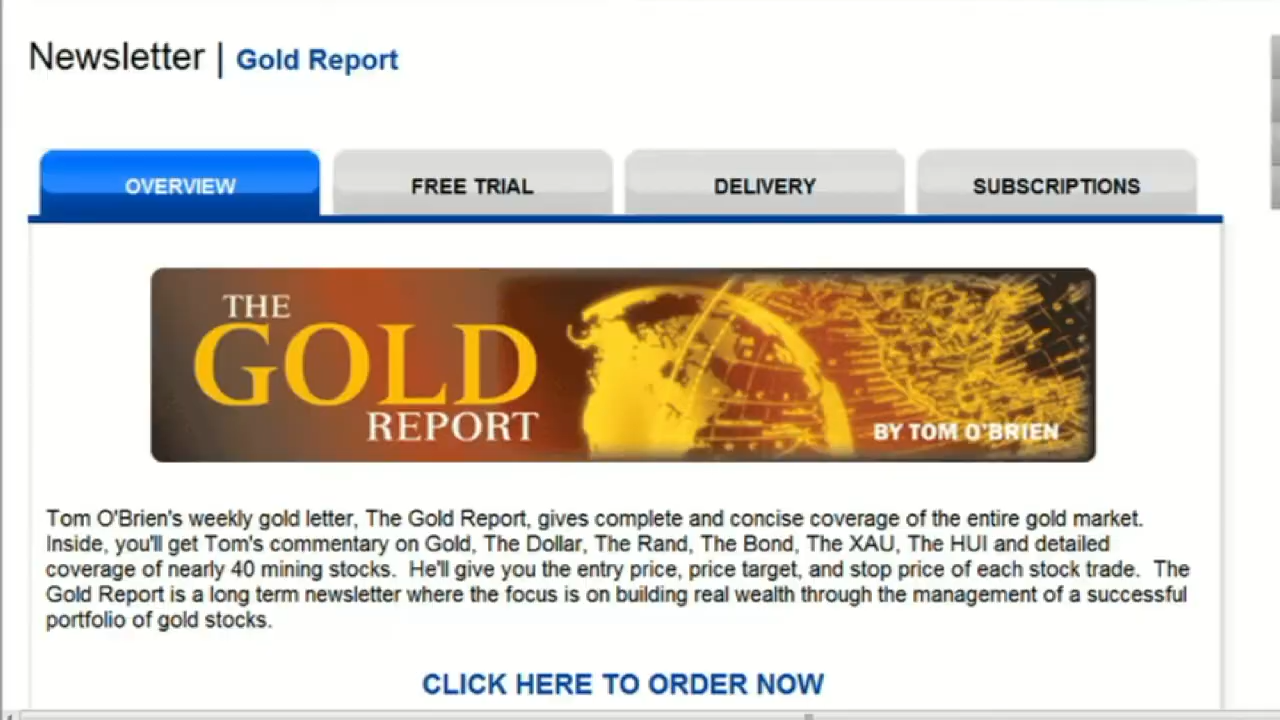 Newsletter | Gold Report
OVERVIEW FREE TRIAL DELIVERY SUBSCRIPTIONS
THE
GOLD
REPORT
BY TOM O'BRIEN
Tom O'Brien's weekly gold letter, The Gold Report, gives complete and concise coverage of the entire gold market.
Inside, you'll get Tom's commentary on Gold, The Dollar, The Rand, The Bond, The XAU, The HUI and detailed
coverage of nearly 40 mining stocks.  He'll give you the entry price, price target, and stop price of each stock trade.  The
Gold Report is a long term newsletter where the focus is on building real wealth through the management of a successful
portfolio of gold stocks.
CLICK HERE TO ORDER NOW